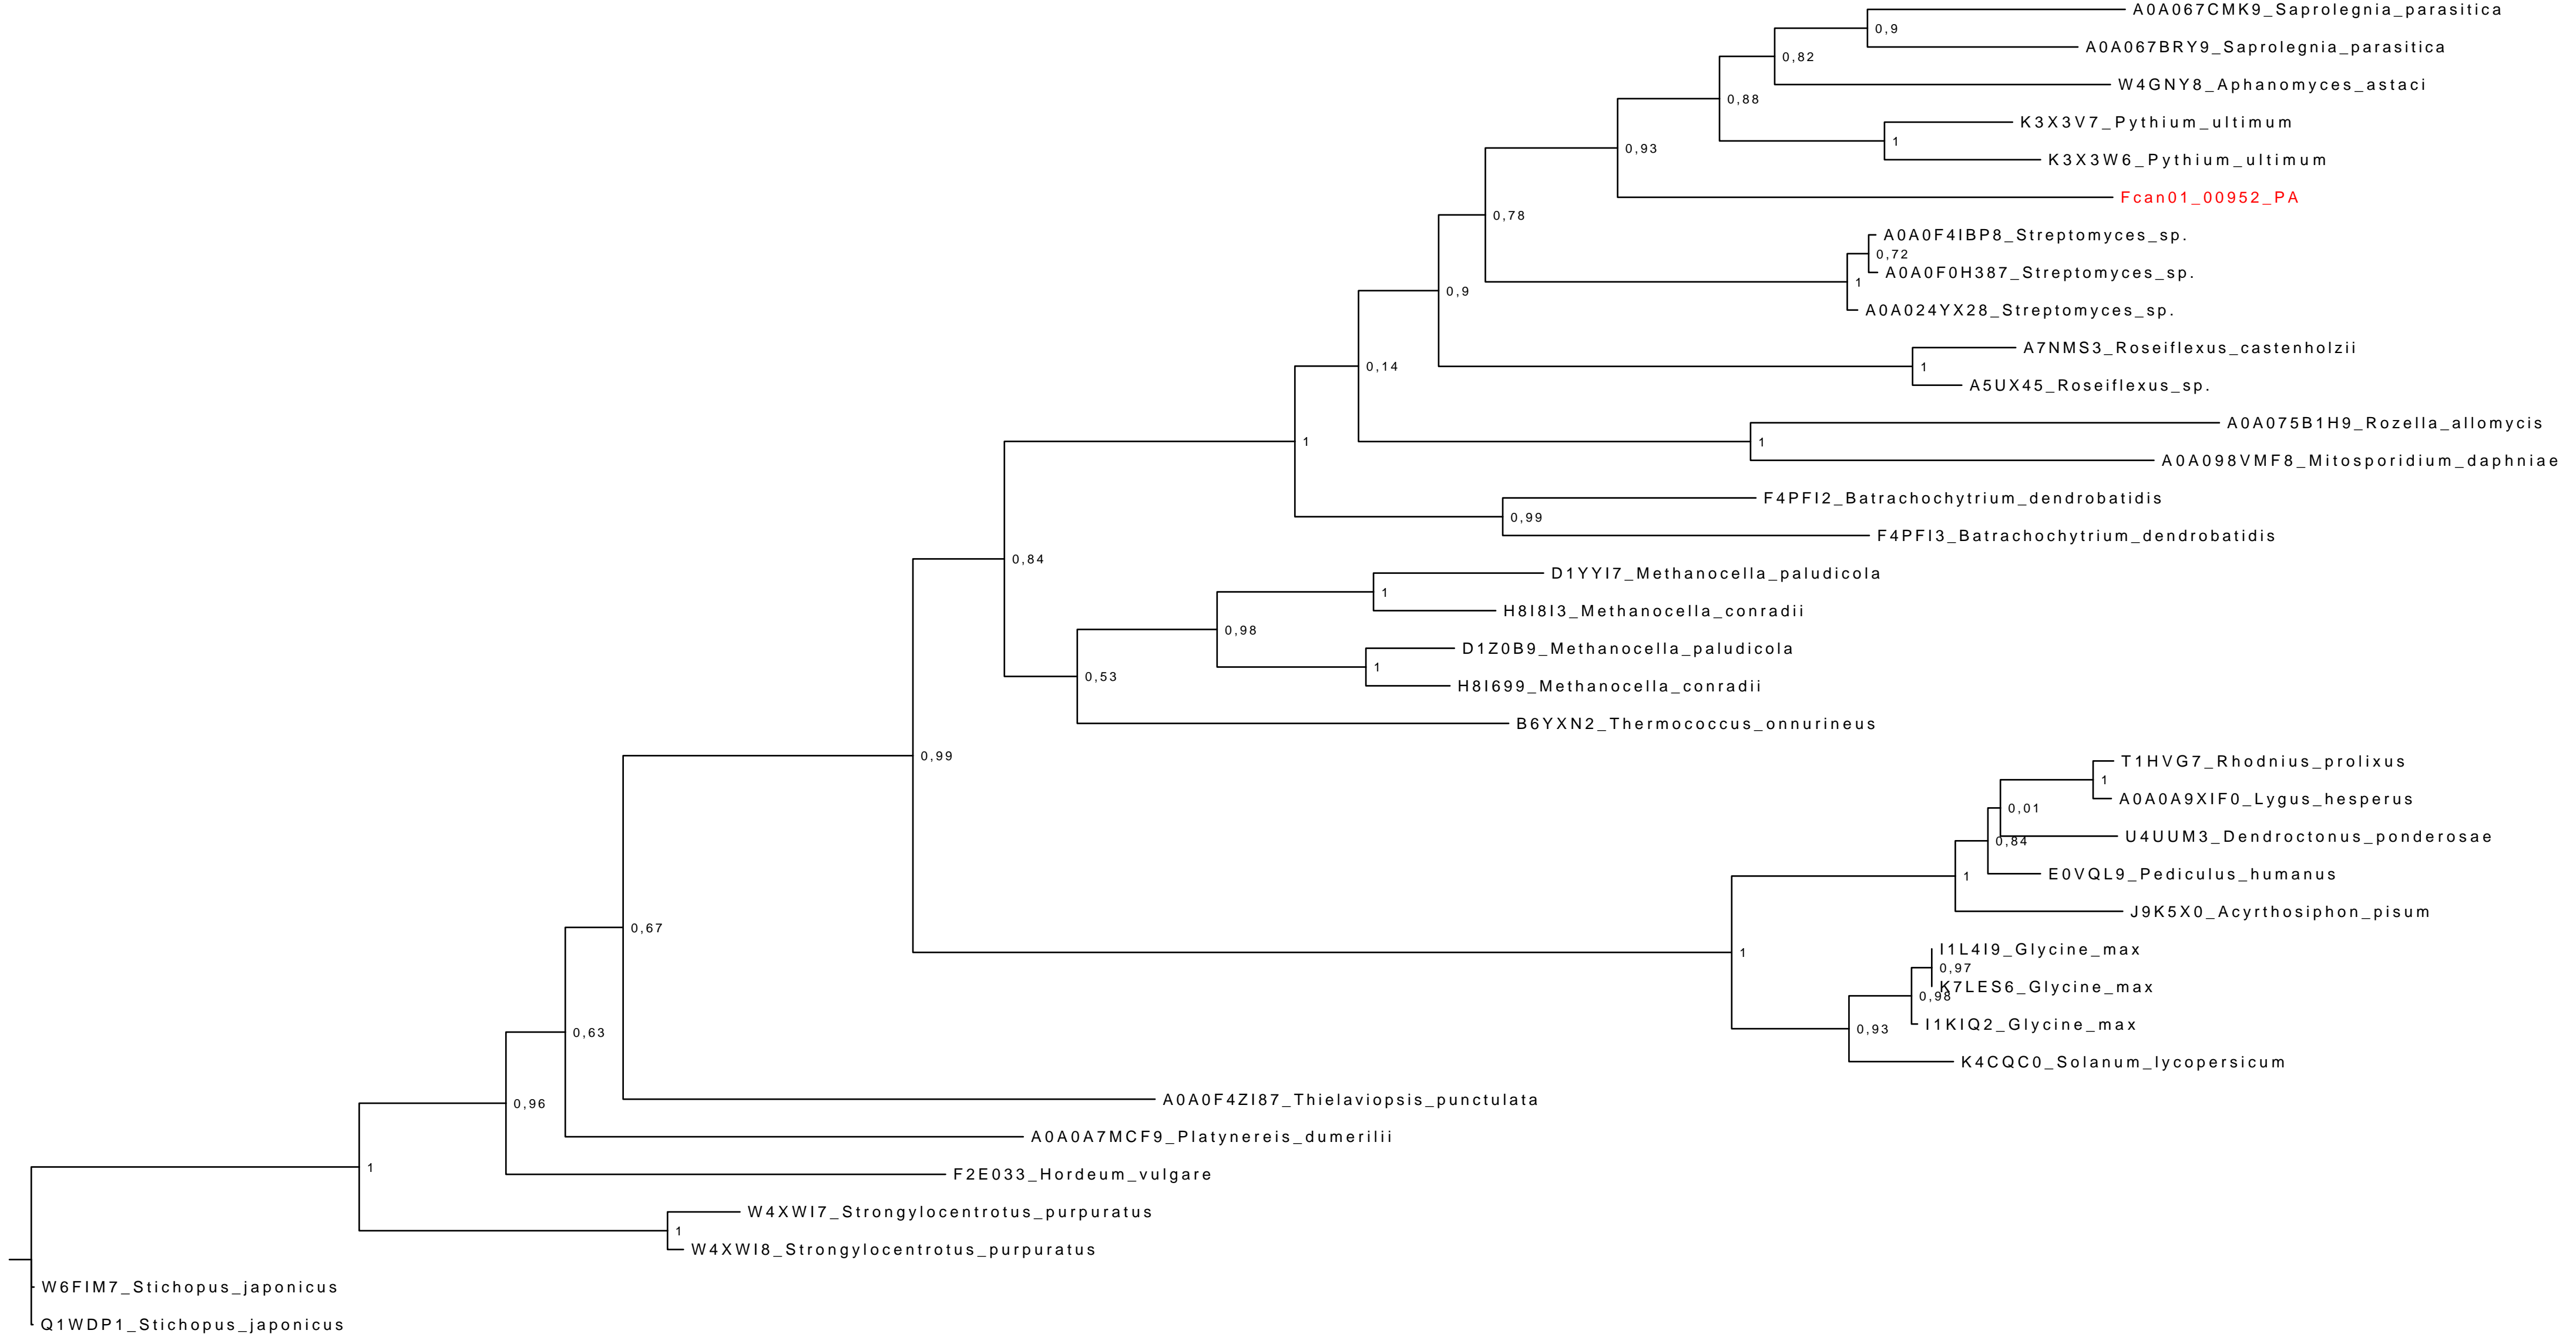 A0A067CMK9_Saprolegnia_parasitica
0,9
A0A067BRY9_Saprolegnia_parasitica
0,82
W4GNY8_Aphanomyces_astaci
0,88
K3X3V7_Pythium_ultimum
1
0,93
K3X3W6_Pythium_ultimum
Fcan01_00952_PA
0,78
A0A0F4IBP8_Streptomyces_sp.
0,72
A0A0F0H387_Streptomyces_sp.
1
0,9
A0A024YX28_Streptomyces_sp.
A7NMS3_Roseiflexus_castenholzii
0,14
1
A5UX45_Roseiflexus_sp.
A0A075B1H9_Rozella_allomycis
1
1
A0A098VMF8_Mitosporidium_daphniae
F4PFI2_Batrachochytrium_dendrobatidis
0,99
F4PFI3_Batrachochytrium_dendrobatidis
0,84
D1YYI7_Methanocella_paludicola
1
H8I8I3_Methanocella_conradii
0,98
D1Z0B9_Methanocella_paludicola
1
0,53
H8I699_Methanocella_conradii
B6YXN2_Thermococcus_onnurineus
0,99
T1HVG7_Rhodnius_prolixus
1
A0A0A9XIF0_Lygus_hesperus
0,01
U4UUM3_Dendroctonus_ponderosae
0,84
E0VQL9_Pediculus_humanus
1
J9K5X0_Acyrthosiphon_pisum
0,67
I1L4I9_Glycine_max
1
0,97
K7LES6_Glycine_max
0,98
I1KIQ2_Glycine_max
0,93
0,63
K4CQC0_Solanum_lycopersicum
A0A0F4ZI87_Thielaviopsis_punctulata
0,96
A0A0A7MCF9_Platynereis_dumerilii
1
F2E033_Hordeum_vulgare
W4XWI7_Strongylocentrotus_purpuratus
1
W4XWI8_Strongylocentrotus_purpuratus
W6FIM7_Stichopus_japonicus
Q1WDP1_Stichopus_japonicus